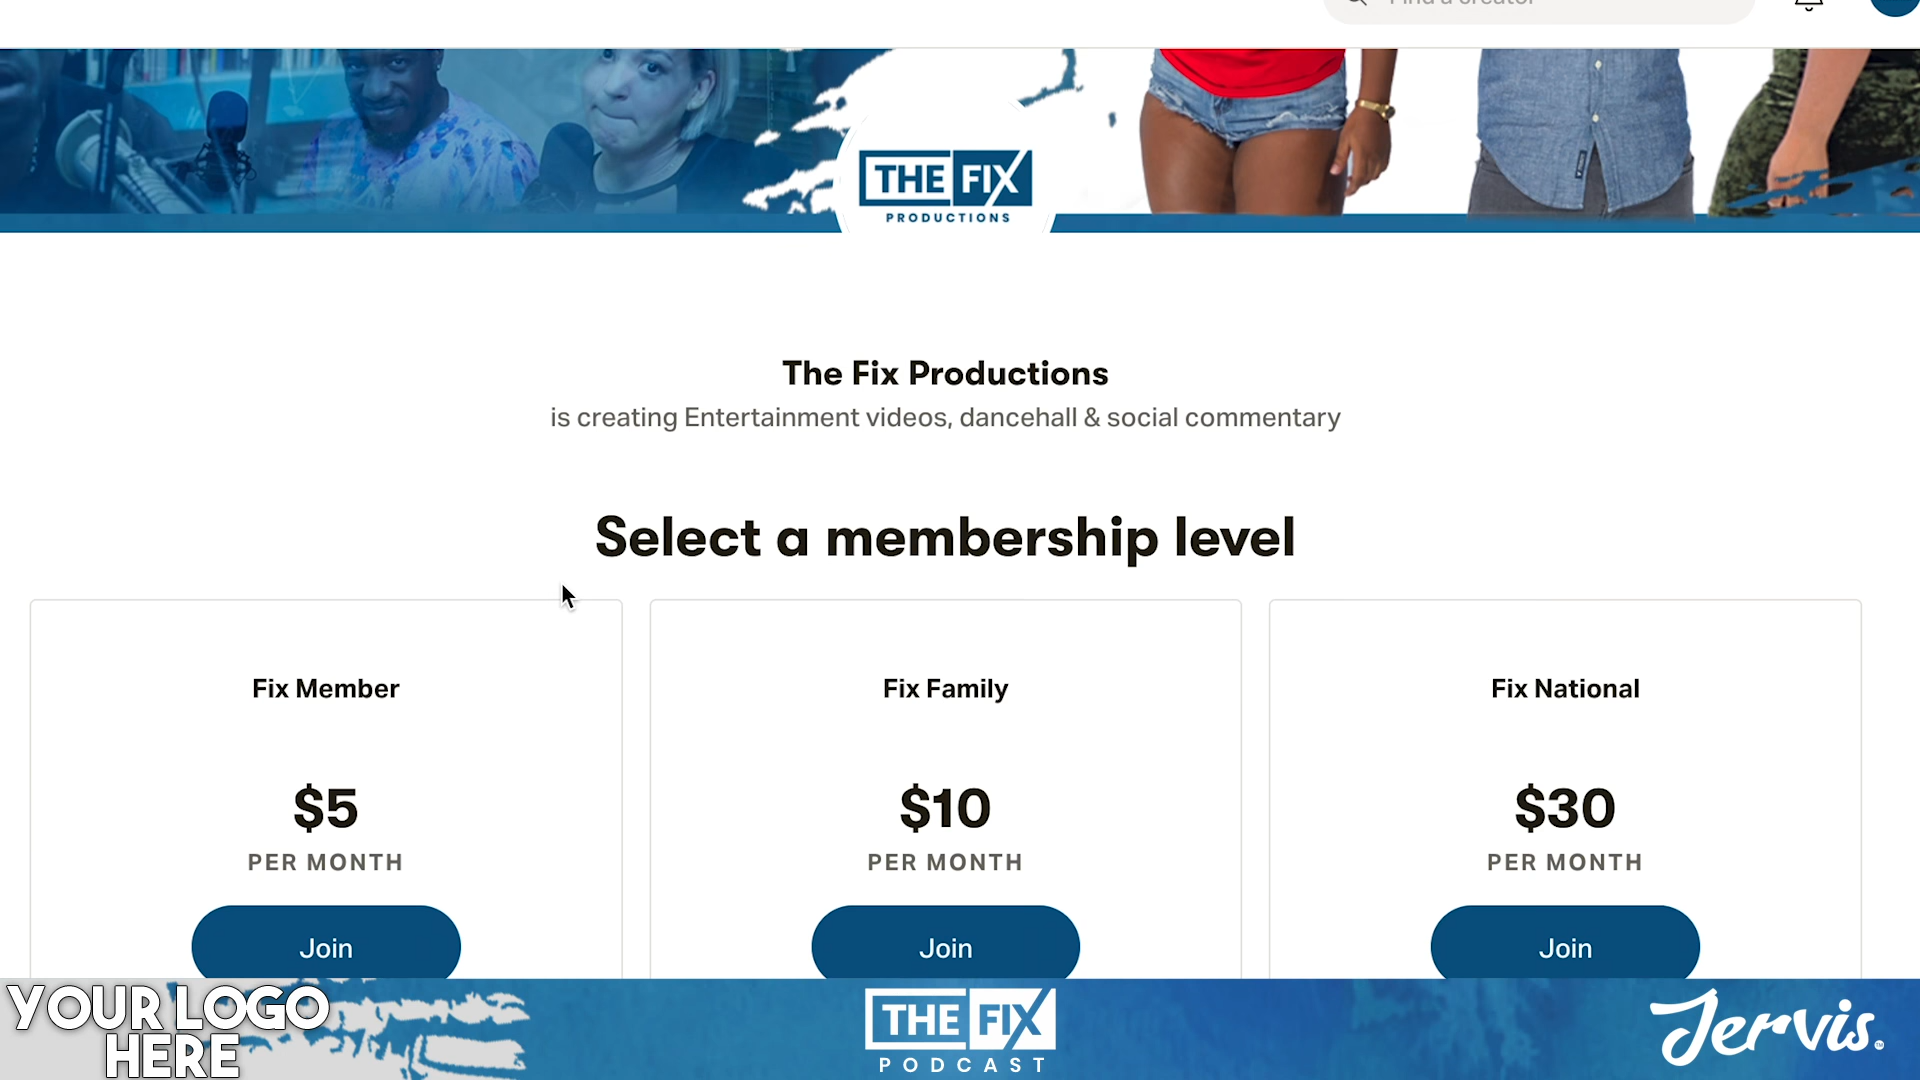 Find a creator
THE FIX
PRODUCTIONS
The Fix Productions
is creating Entertainment videos, dancehall & social commentary
Select a membership level
Fix Member
$5
PER MONTH
Join
Fix Family
$10
PER MONTH
Join
Fix National
$30
PER MONTH
Join
YOUR LOGO
HERE
THE FIX
PODCAST
Jervis.